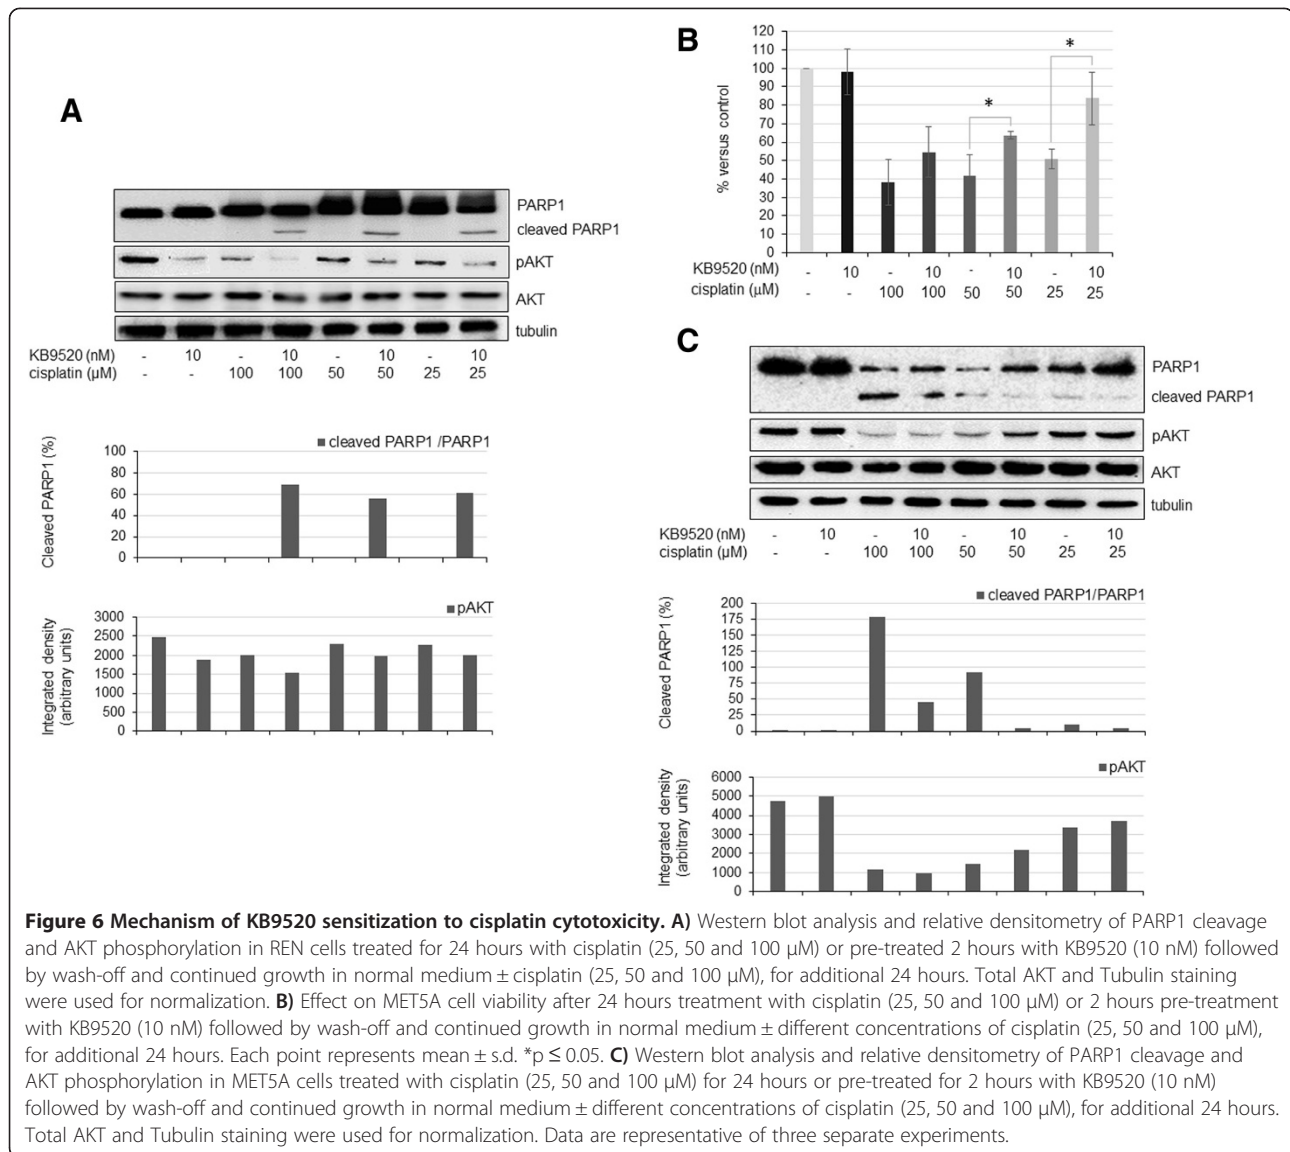 A
PARP1
cleaved PARP1
pAKT
AKT
tubulin
KB9520 (nM) - 10 - 10 - 10 - 10
cisplatin (µM) - - 100 100 50 50 25 25
cleaved PARP1 /PARP1
Cleaved PARP1 (%)
100
80
60
40
20
0
pAKT
Integrated density
(arbitrary units)
3000
2500
2000
1500
1000
500
0
B
% versus control
120
110
100
90
80
70
60
50
40
30
20
10
0
*
*
KB9520 (nM) - 10 - 10 - 10 - 10
cisplatin (µM) - - 100 100 50 50 25 25
C
PARP1
cleaved PARP1
pAKT
AKT
tubulin
KB9520 (nM) - 10 - 10 - 10 - 10
cisplatin (µM) - - 100 100 50 50 25 25
cleaved PARP1/PARP1
Cleaved PARP1 (%)
200
175
150
125
100
75
50
25
0
pAKT
Integrated density
(arbitrary units)
6000
5000
4000
3000
2000
1000
0
Figure 6 Mechanism of KB9520 sensitization to cisplatin cytotoxicity. A) Western blot analysis and relative densitometry of PARP1 cleavage
and AKT phosphorylation in REN cells treated for 24 hours with cisplatin (25, 50 and 100 µM) or pre-treated 2 hours with KB9520 (10 nM) followed
by wash-off and continued growth in normal medium ± cisplatin (25, 50 and 100 µM), for additional 24 hours. Total AKT and Tubulin staining
were used for normalization. B) Effect on MET5A cell viability after 24 hours treatment with cisplatin (25, 50 and 100 µM) or 2 hours pre-treatment
with KB9520 (10 nM) followed by wash-off and continued growth in normal medium ± different concentrations of cisplatin (25, 50 and 100 µM),
for additional 24 hours. Each point represents mean ± s.d. *p ≤ 0.05. C) Western blot analysis and relative densitometry of PARP1 cleavage and
AKT phosphorylation in MET5A cells treated with cisplatin (25, 50 and 100 µM) for 24 hours or pre-treated for 2 hours with KB9520 (10 nM)
followed by wash-off and continued growth in normal medium ± different concentrations of cisplatin (25, 50 and 100 µM), for additional 24 hours.
Total AKT and Tubulin staining were used for normalization. Data are representative of three separate experiments.